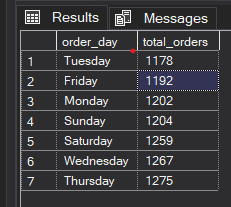 Results Messages
order_day total_orders
1 Tuesday 1178
2 Friday 1192
3 Monday 1202
4 Sunday 1204
5 Saturday 1259
6 Wednesday 1267
7 Thursday 1275